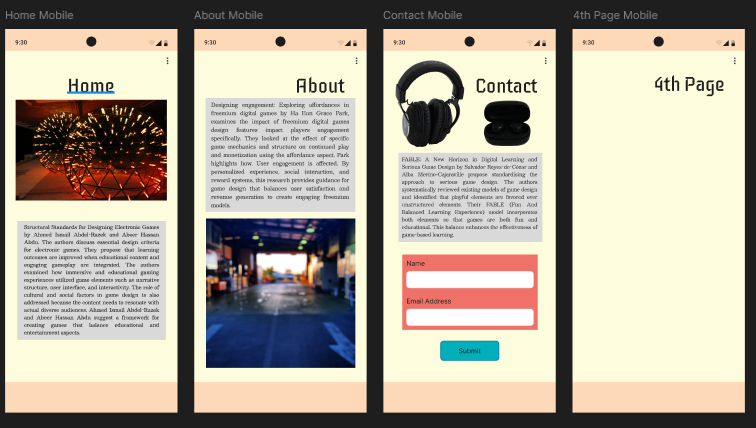 Home Mobile
About Mobile
Contact Mobile
4th Page Mobile
9:30
Home
Structural Standards for Designing Electronic Games
by Ahmed Ismail Abdul-Razek and Abeer Hassan
Abdu. The authors discuss essential design criteria
for electronic games. They propose that learning
outcomes are improved when educational content and
engaging gameplay are integrated. The authors
examined how immersive and educational gaming
experiences utilized game elements such as narrative
structure, user interface, and interactivity. The role of
cultural and social factors in game design is also
addressed because the content needs to resonate with
actual diverse audiences. Ahmed Ismail Abdel-Razek
and Abeer Hassan Abdu suggest a framework for
creating games that balance educational and
entertainment aspects.
9:30
About
Designing engagement: Exploring affordances in
freemium digital games by Ha Eun Grace Park,
examines the impact of freemium digital games
design features impact players engagement
specifically. They looked at the effect of specific
game mechanics and structure on continued play
and monetization using the affordance aspect. Park
highlights how. User engagement is affected. By
personalized experience, social interaction, and
reward systems, this research provides guidance for
game design that balances user satisfaction and
revenue generation to create engaging freemium
models.
9:30
Contact
FABLE: A New Horizon in Digital Learning and
Serious Game Design by Salvador Reyes-de-Cózar and
Alba Merino-Cajaraville propose standardising the
approach to serious game design. The authors
systematically reviewed existing models of game design
and identified that playful elements are favored over
unstructured elements. Their FABLE (Fun And
Balanced Learning Experience) model incorporates
both elements so that games are both fun and
educational. This balance enhances the effectiveness of
game-based learning.
Name
Email Address
Submit
9:30
4th Page